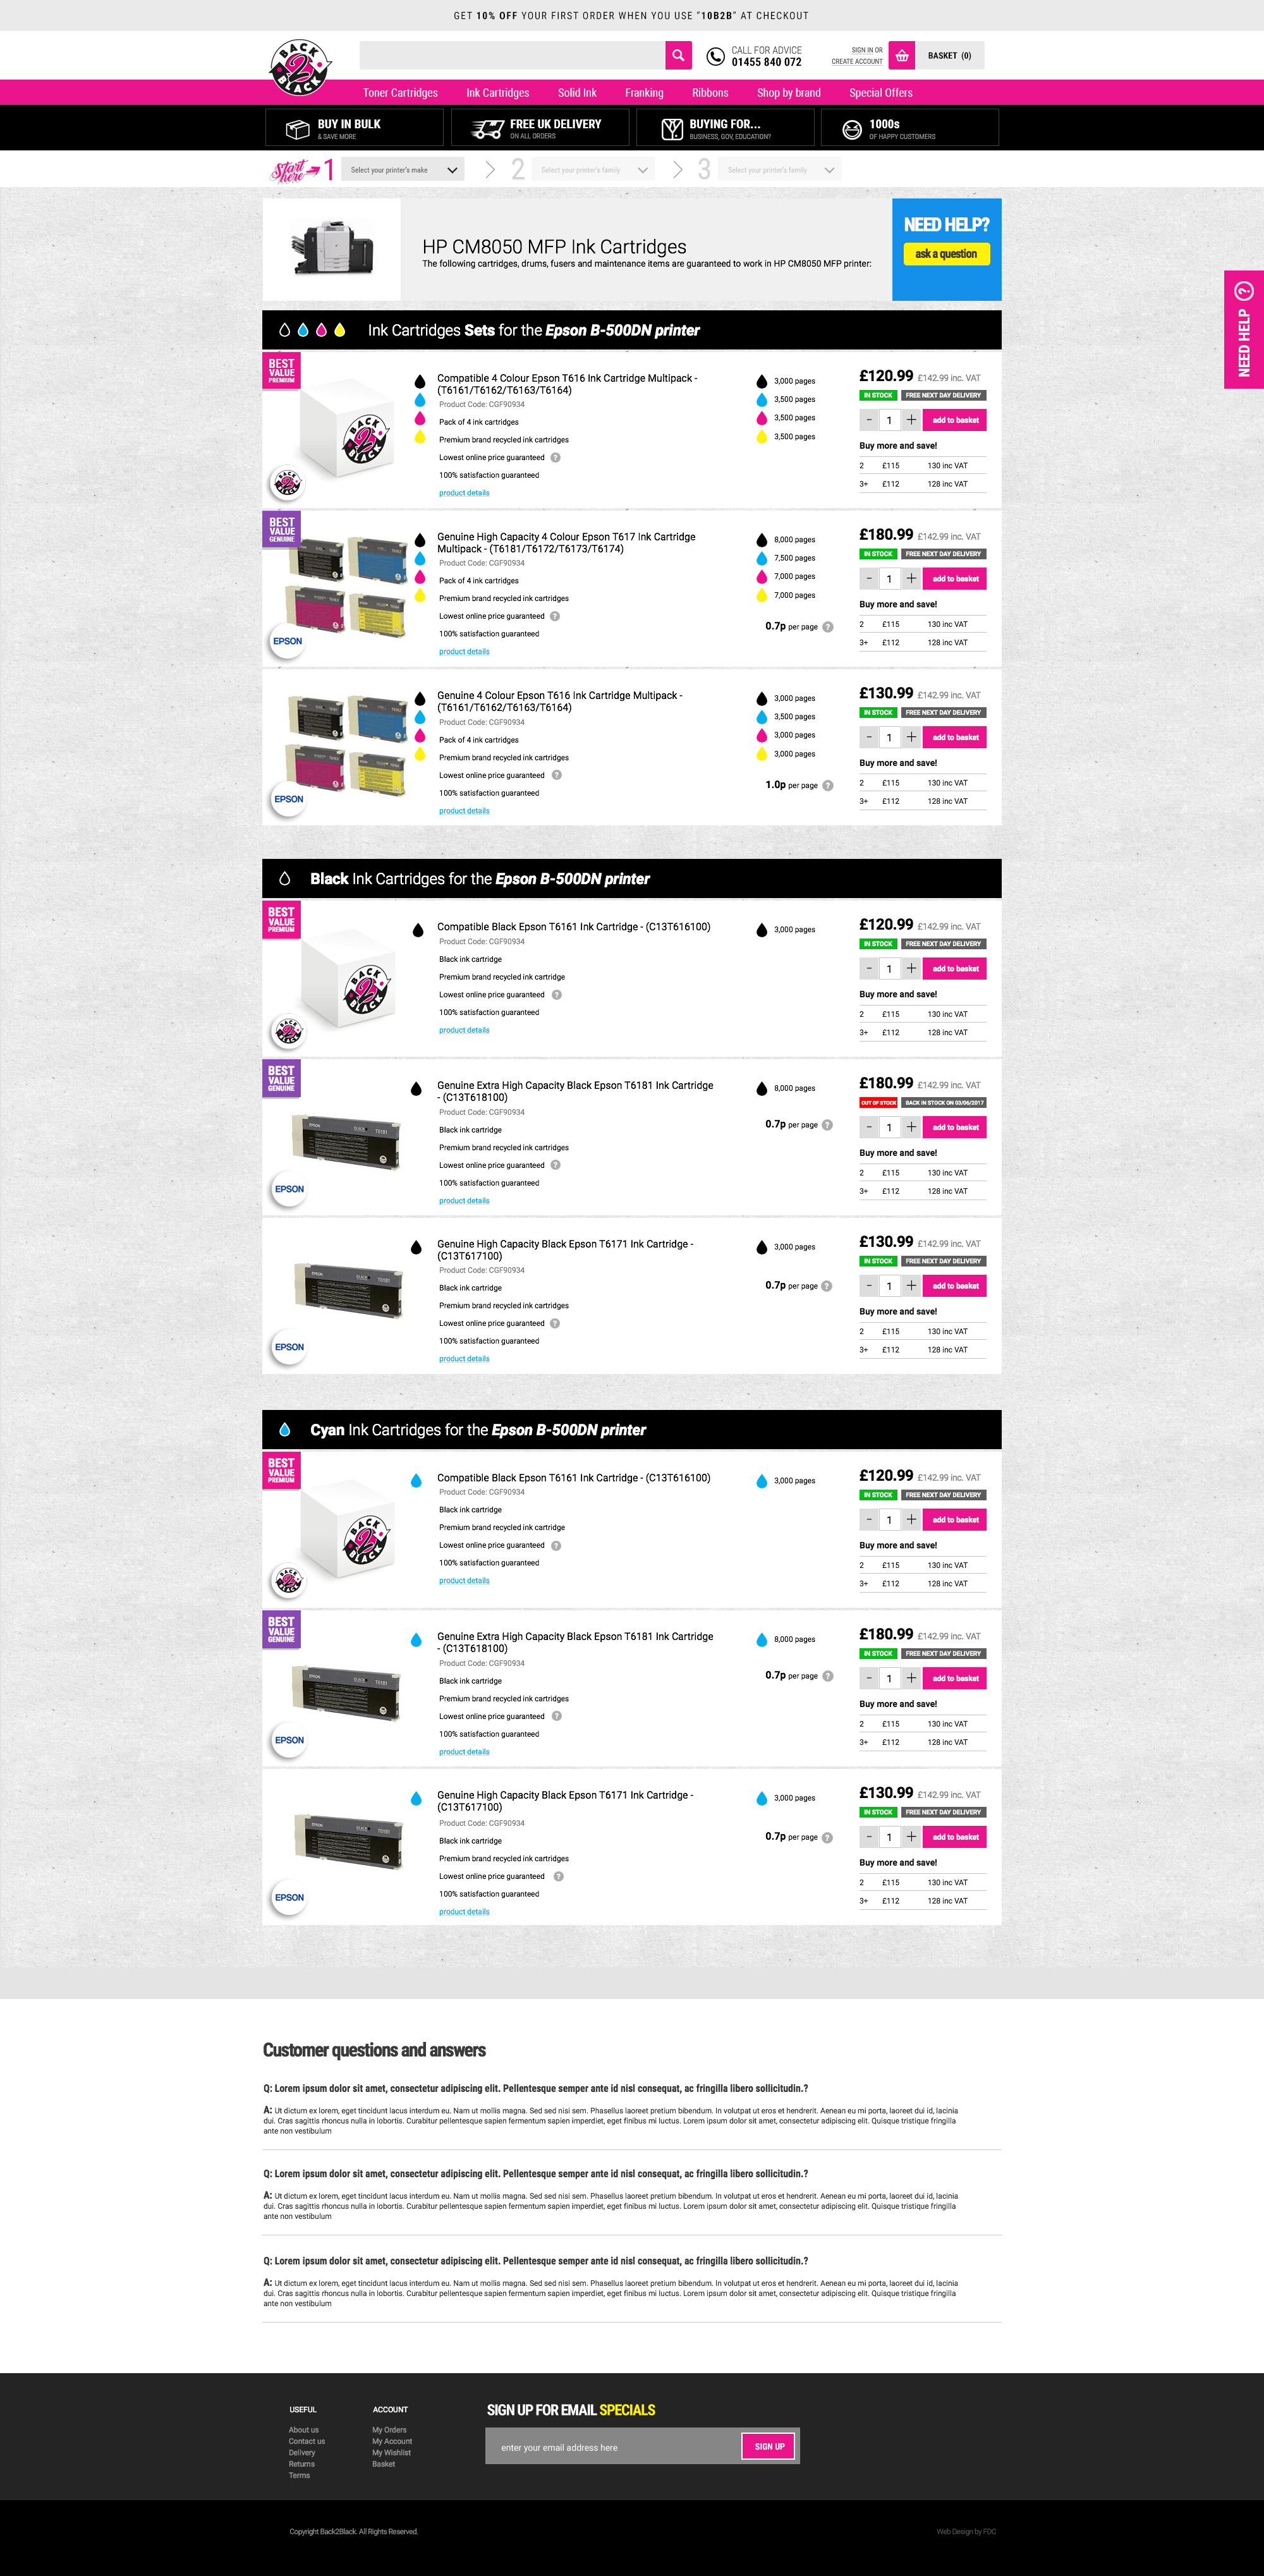 GET 10% OFF YOUR FIRST ORDER WHEN YOU USE “10B2B” AT CHECKOUT
BACK 2 BLACK
CALL FOR ADVICE
01455 840 072
SIGN IN OR
CREATE ACCOUNT
BASKET (0)
Toner Cartridges Ink Cartridges Solid Ink Franking Ribbons Shop by brand Special Offers
BUY IN BULK
& SAVE MORE
FREE UK DELIVERY
ON ALL ORDERS
BUYING FOR...
BUSINESS, GOV, EDUCATION?
1000s
OF HAPPY CUSTOMERS
Start here 1 Select your printer's make 2 Select your printer's family 3 Select your printer's family
HP CM8050 MFP Ink Cartridges
The following cartridges, drums, fusers and maintenance items are guaranteed to work in HP CM8050 MFP printer:
NEED HELP?
ask a question
NEED HELP ?
Ink Cartridges Sets for the Epson B-500DN printer
BEST VALUE PREMIUM
BACK 2 BLACK
BACK 2 BLACK
Compatible 4 Colour Epson T616 Ink Cartridge Multipack -
(T6161/T6162/T6163/T6164)
Product Code: CGF90934
Pack of 4 ink cartridges
Premium brand recycled ink cartridges
Lowest online price guaranteed ?
100% satisfaction guaranteed
product details
3,000 pages
3,500 pages
3,500 pages
3,500 pages
£120.99 £142.99 inc. VAT
IN STOCK FREE NEXT DAY DELIVERY
- 1 + add to basket
Buy more and save!
2 £115 130 inc VAT
3+ £112 128 inc VAT
BEST VALUE GENUINE
EPSON
Genuine High Capacity 4 Colour Epson T617 Ink Cartridge
Multipack - (T6181/T6172/T6173/T6174)
Product Code: CGF90934
Pack of 4 ink cartridges
Premium brand recycled ink cartridges
Lowest online price guaranteed ?
100% satisfaction guaranteed
product details
8,000 pages
7,500 pages
7,000 pages
7,000 pages
0.7p per page ?
£180.99 £142.99 inc. VAT
IN STOCK FREE NEXT DAY DELIVERY
- 1 + add to basket
Buy more and save!
2 £115 130 inc VAT
3+ £112 128 inc VAT
EPSON
Genuine 4 Colour Epson T616 Ink Cartridge Multipack -
(T6161/T6162/T6163/T6164)
Product Code: CGF90934
Pack of 4 ink cartridges
Premium brand recycled ink cartridges
Lowest online price guaranteed ?
100% satisfaction guaranteed
product details
3,000 pages
3,500 pages
3,000 pages
3,000 pages
1.0p per page ?
£130.99 £142.99 inc. VAT
IN STOCK FREE NEXT DAY DELIVERY
- 1 + add to basket
Buy more and save!
2 £115 130 inc VAT
3+ £112 128 inc VAT
Black Ink Cartridges for the Epson B-500DN printer
BEST VALUE PREMIUM
BACK 2 BLACK
BACK 2 BLACK
Compatible Black Epson T6161 Ink Cartridge - (C13T616100)
Product Code: CGF90934
Black ink cartridge
Premium brand recycled ink cartridge
Lowest online price guaranteed ?
100% satisfaction guaranteed
product details
3,000 pages
£120.99 £142.99 inc. VAT
IN STOCK FREE NEXT DAY DELIVERY
- 1 + add to basket
Buy more and save!
2 £115 130 inc VAT
3+ £112 128 inc VAT
BEST VALUE GENUINE
EPSON BLACK T6181
EPSON
Genuine Extra High Capacity Black Epson T6181 Ink Cartridge
- (C13T618100)
Product Code: CGF90934
Black ink cartridge
Premium brand recycled ink cartridges
Lowest online price guaranteed ?
100% satisfaction guaranteed
product details
8,000 pages
0.7p per page ?
£180.99 £142.99 inc. VAT
OUT OF STOCK BACK IN STOCK ON 03/06/2017
- 1 + add to basket
Buy more and save!
2 £115 130 inc VAT
3+ £112 128 inc VAT
EPSON BLACK T6181
EPSON
Genuine High Capacity Black Epson T6171 Ink Cartridge -
(C13T617100)
Product Code: CGF90934
Black ink cartridge
Premium brand recycled ink cartridges
Lowest online price guaranteed ?
100% satisfaction guaranteed
product details
3,000 pages
0.7p per page ?
£130.99 £142.99 inc. VAT
IN STOCK FREE NEXT DAY DELIVERY
- 1 + add to basket
Buy more and save!
2 £115 130 inc VAT
3+ £112 128 inc VAT
Cyan Ink Cartridges for the Epson B-500DN printer
BEST VALUE PREMIUM
BACK 2 BLACK
BACK 2 BLACK
Compatible Black Epson T6161 Ink Cartridge - (C13T616100)
Product Code: CGF90934
Black ink cartridge
Premium brand recycled ink cartridge
Lowest online price guaranteed ?
100% satisfaction guaranteed
product details
3,000 pages
£120.99 £142.99 inc. VAT
IN STOCK FREE NEXT DAY DELIVERY
- 1 + add to basket
Buy more and save!
2 £115 130 inc VAT
3+ £112 128 inc VAT
BEST VALUE GENUINE
EPSON BLACK T6181
EPSON
Genuine Extra High Capacity Black Epson T6181 Ink Cartridge
- (C13T618100)
Product Code: CGF90934
Black ink cartridge
Premium brand recycled ink cartridges
Lowest online price guaranteed ?
100% satisfaction guaranteed
product details
8,000 pages
0.7p per page ?
£180.99 £142.99 inc. VAT
IN STOCK FREE NEXT DAY DELIVERY
- 1 + add to basket
Buy more and save!
2 £115 130 inc VAT
3+ £112 128 inc VAT
EPSON BLACK T6181
EPSON
Genuine High Capacity Black Epson T6171 Ink Cartridge -
(C13T617100)
Product Code: CGF90934
Black ink cartridge
Premium brand recycled ink cartridges
Lowest online price guaranteed ?
100% satisfaction guaranteed
product details
3,000 pages
0.7p per page ?
£130.99 £142.99 inc. VAT
IN STOCK FREE NEXT DAY DELIVERY
- 1 + add to basket
Buy more and save!
2 £115 130 inc VAT
3+ £112 128 inc VAT
Customer questions and answers
Q: Lorem ipsum dolor sit amet, consectetur adipiscing elit. Pellentesque semper ante id nisl consequat, ac fringilla libero sollicitudin.?
A: Ut dictum ex lorem, eget tincidunt lacus interdum eu. Nam ut mollis magna. Sed sed nisi sem. Phasellus laoreet pretium bibendum. In volutpat ut eros et hendrerit. Aenean eu mi porta, laoreet dui id, lacinia
dui. Cras sagittis rhoncus nulla in lobortis. Curabitur pellentesque sapien fermentum sapien imperdiet, eget finibus mi luctus. Lorem ipsum dolor sit amet, consectetur adipiscing elit. Quisque tristique fringilla
ante non vestibulum
Q: Lorem ipsum dolor sit amet, consectetur adipiscing elit. Pellentesque semper ante id nisl consequat, ac fringilla libero sollicitudin.?
A: Ut dictum ex lorem, eget tincidunt lacus interdum eu. Nam ut mollis magna. Sed sed nisi sem. Phasellus laoreet pretium bibendum. In volutpat ut eros et hendrerit. Aenean eu mi porta, laoreet dui id, lacinia
dui. Cras sagittis rhoncus nulla in lobortis. Curabitur pellentesque sapien fermentum sapien imperdiet, eget finibus mi luctus. Lorem ipsum dolor sit amet, consectetur adipiscing elit. Quisque tristique fringilla
ante non vestibulum
Q: Lorem ipsum dolor sit amet, consectetur adipiscing elit. Pellentesque semper ante id nisl consequat, ac fringilla libero sollicitudin.?
A: Ut dictum ex lorem, eget tincidunt lacus interdum eu. Nam ut mollis magna. Sed sed nisi sem. Phasellus laoreet pretium bibendum. In volutpat ut eros et hendrerit. Aenean eu mi porta, laoreet dui id, lacinia
dui. Cras sagittis rhoncus nulla in lobortis. Curabitur pellentesque sapien fermentum sapien imperdiet, eget finibus mi luctus. Lorem ipsum dolor sit amet, consectetur adipiscing elit. Quisque tristique fringilla
ante non vestibulum
USEFUL
About us
Contact us
Delivery
Returns
Terms
ACCOUNT
My Orders
My Account
My Wishlist
Basket
SIGN UP FOR EMAIL SPECIALS
enter your email address here
SIGN UP
Copyright Back2Black. All Rights Reserved.
Web Design by FDC